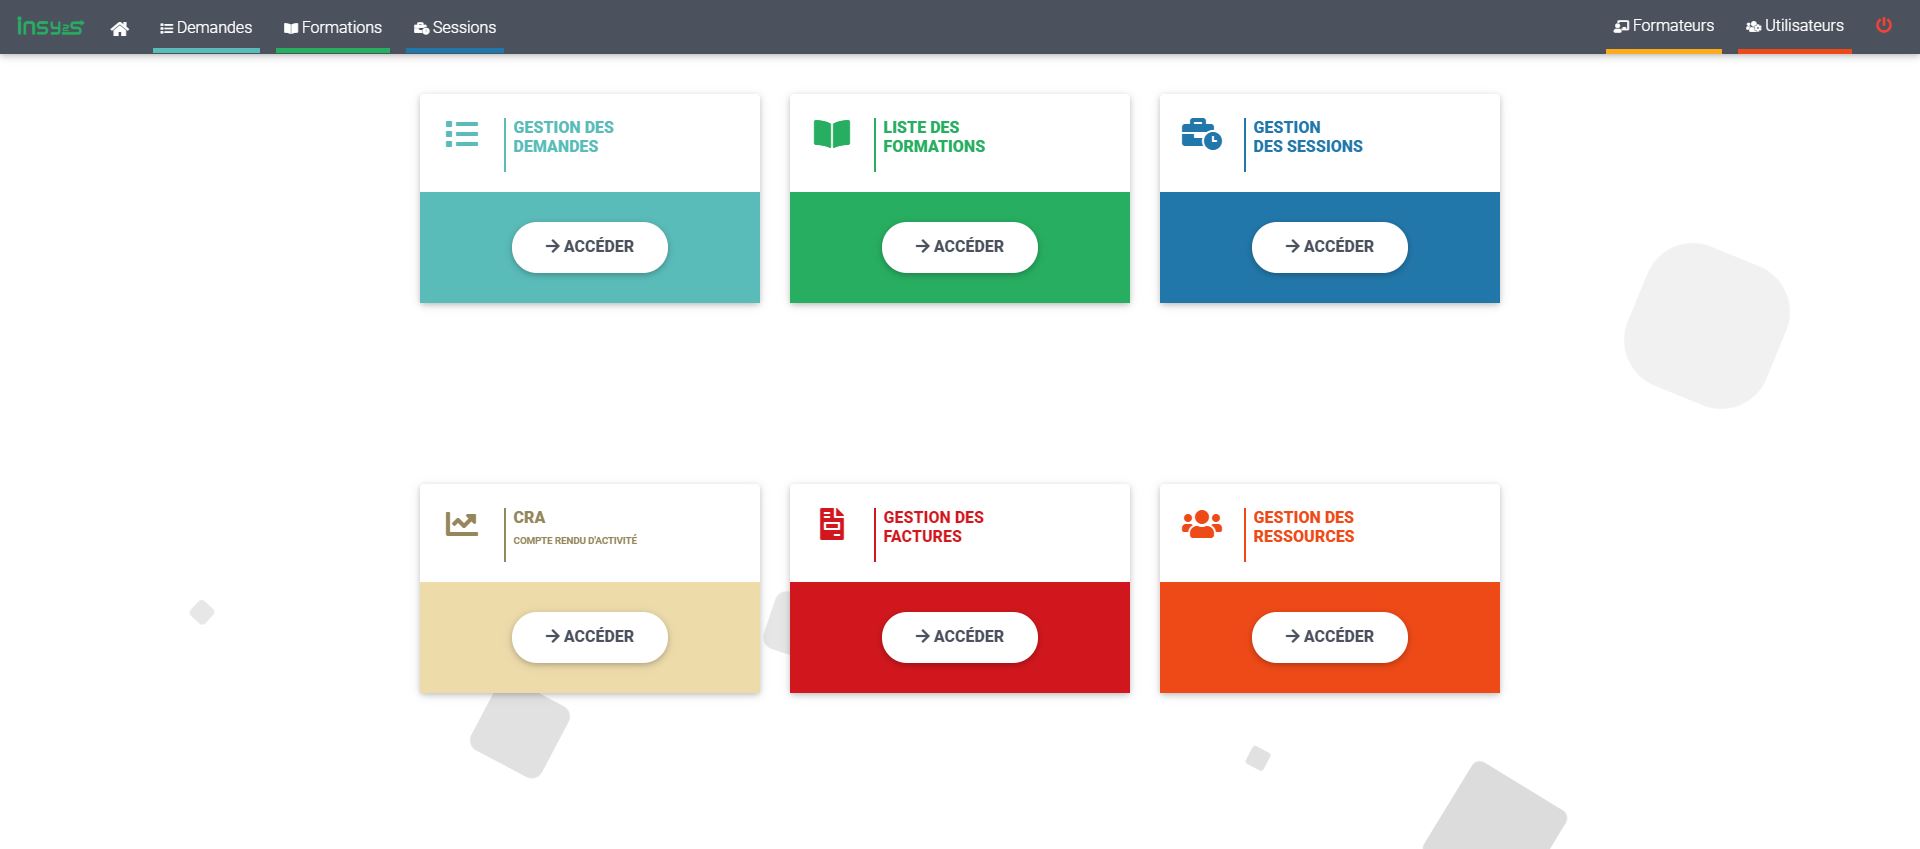 insy2s
Demandes
Formations
Sessions
Formateurs
Utilisateurs
GESTION DES
DEMANDES
LISTE DES
FORMATIONS
GESTION
DES SESSIONS
ACCÉDER
ACCÉDER
ACCÉDER
CRA
COMPTE RENDU D'ACTIVITÉ
GESTION DES
FACTURES
GESTION DES
RESSOURCES
ACCÉDER
ACCÉDER
ACCÉDER